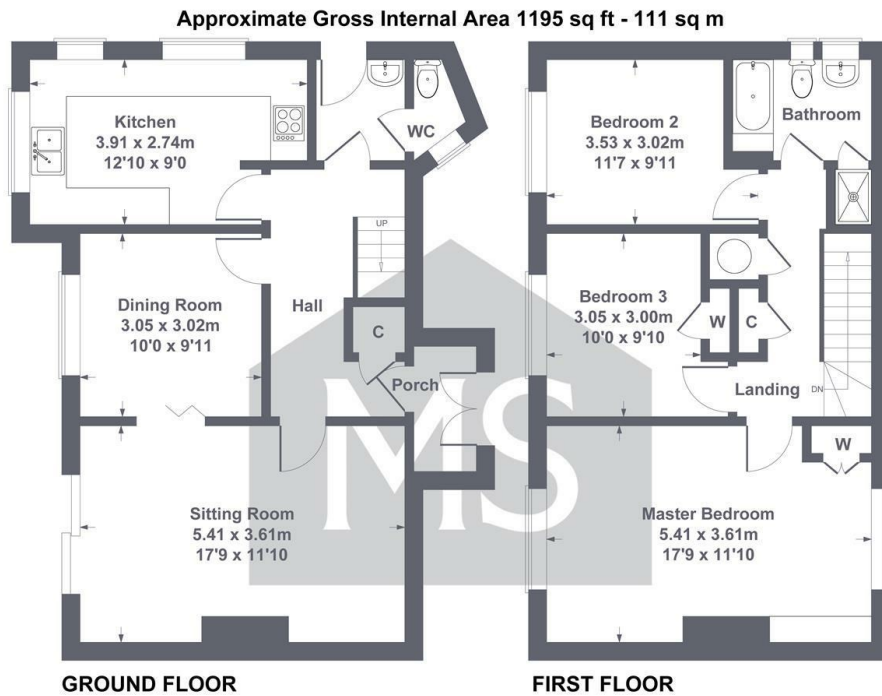 Approximate Gross Internal Area 1195 sq ft - 111 sq m
Kitchen
3.91 x 2.74m
12'10 x 9'0
WC
UP
Dining Room
3.05 x 3.02m
10'0 x 9'11
Hall
C
Porch
Sitting Room
5.41 x 3.61m
17'9 x 11'10
MS
GROUND FLOOR
Bedroom 2
3.53 x 3.02m
11'7 x 9'11
Bathroom
Bedroom 3
3.05 x 3.00m
10'0 x 9'10
W
C
Landing
DN
W
Master Bedroom
5.41 x 3.61m
17'9 x 11'10
FIRST FLOOR